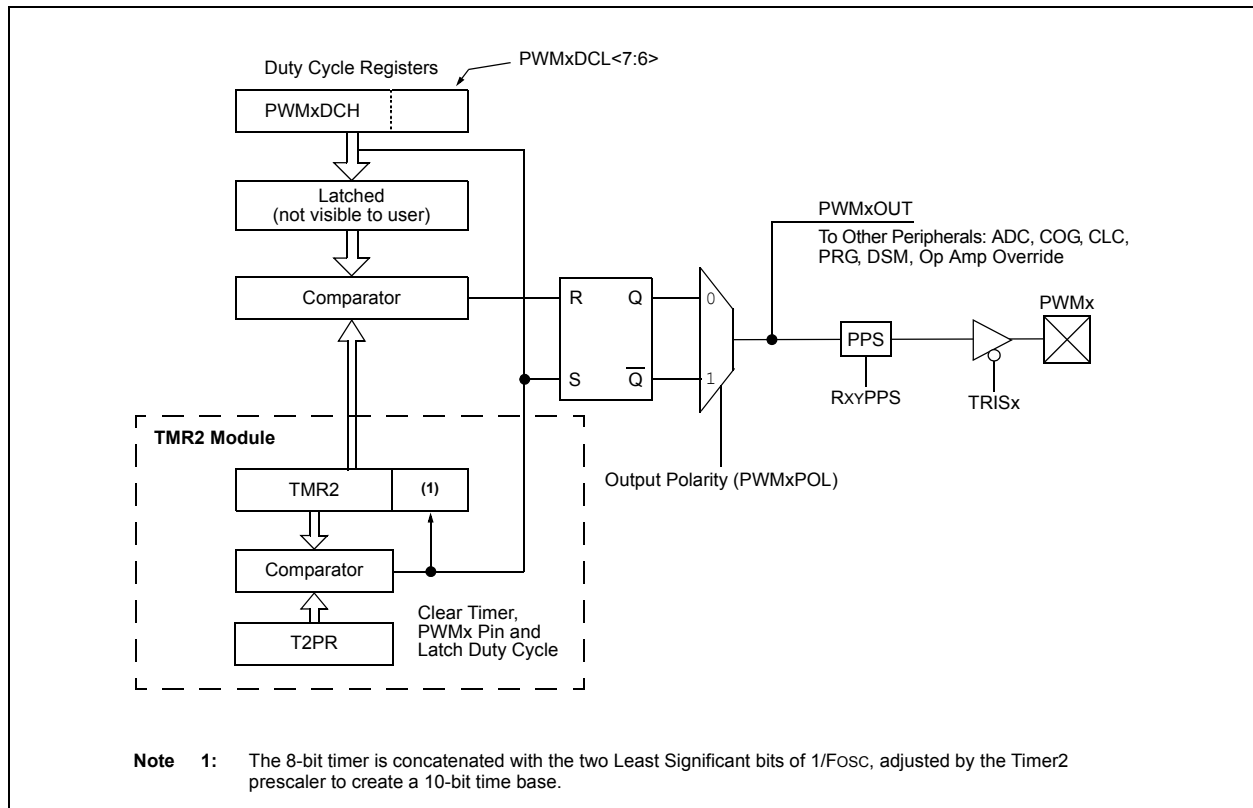 PWMxDCL<7:6>
Duty Cycle Registers
PWMxDCH
Latched
(not visible to user)
Comparator
R Q
S Q
0
1
PWMxOUT
To Other Peripherals: ADC, COG, CLC,
PRG, DSM, Op Amp Override
PPS
RxyPPS
PWMx
TRISx
Output Polarity (PWMxPOL)
TMR2 Module
TMR2 (1)
Comparator
T2PR
Clear Timer,
PWMx Pin and
Latch Duty Cycle
Note 1: The 8-bit timer is concatenated with the two Least Significant bits of 1/FOSC, adjusted by the Timer2
prescaler to create a 10-bit time base.